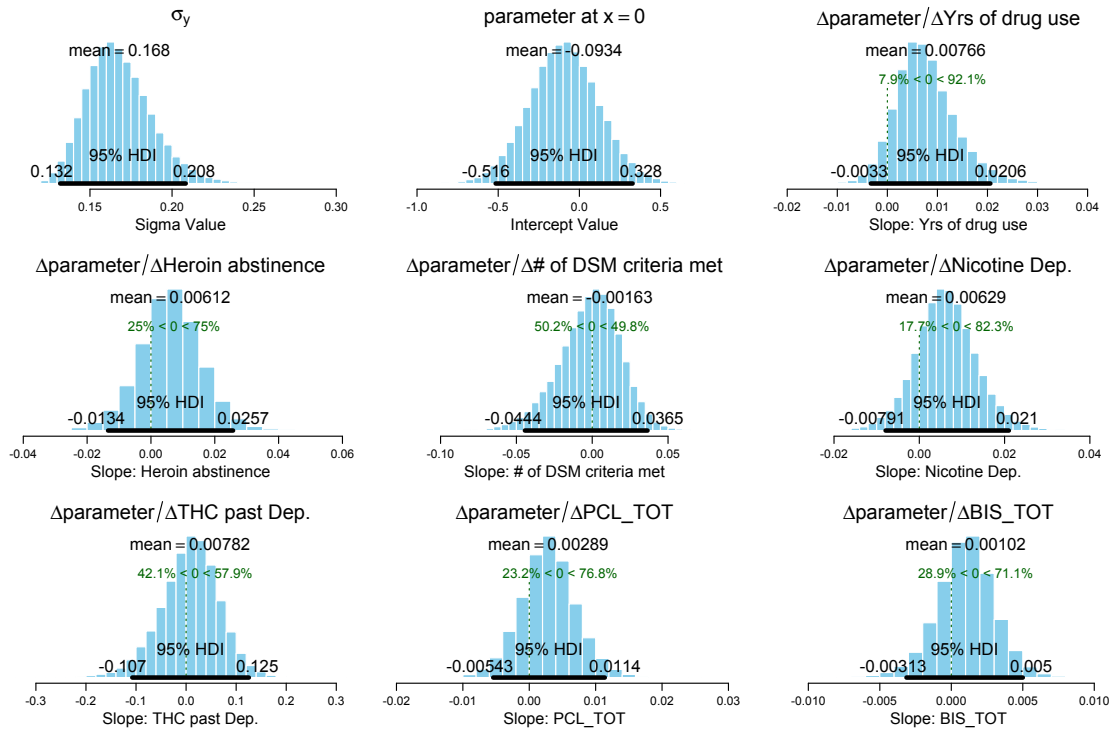 σy
mean = 0.168
95% HDI
0.132
0.208
0.15
0.20
0.25
0.30
Sigma Value
parameter at x = 0
mean = -0.0934
95% HDI
-0.516
0.328
-1.0
-0.5
0.0
0.5
Intercept Value
Δparameter/ΔYrs of drug use
mean = 0.00766
7.9% < 0 < 92.1%
95% HDI
-0.0033
0.0206
-0.02
-0.01
0.00
0.01
0.02
0.03
0.04
Slope: Yrs of drug use
Δparameter/ΔHeroin abstinence
mean = 0.00612
25% < 0 < 75%
95% HDI
-0.0134
0.0257
-0.04
-0.02
0.00
0.02
0.04
0.06
Slope: Heroin abstinence
Δparameter/Δ# of DSM criteria met
mean = -0.00163
50.2% < 0 < 49.8%
95% HDI
-0.0444
0.0365
-0.10
-0.05
0.00
0.05
Slope: # of DSM criteria met
Δparameter/ΔNicotine Dep.
mean = 0.00629
17.7% < 0 < 82.3%
95% HDI
-0.00791
0.021
-0.02
0.00
0.02
0.04
Slope: Nicotine Dep.
Δparameter/ΔTHC past Dep.
mean = 0.00782
42.1% < 0 < 57.9%
95% HDI
-0.107
0.125
-0.3
-0.2
-0.1
0.0
0.1
0.2
0.3
Slope: THC past Dep.
Δparameter/ΔPCL_TOT
mean = 0.00289
23.2% < 0 < 76.8%
95% HDI
-0.00543
0.0114
-0.02
-0.01
0.00
0.01
0.02
0.03
Slope: PCL_TOT
Δparameter/ΔBIS_TOT
mean = 0.00102
28.9% < 0 < 71.1%
95% HDI
-0.00313
0.005
-0.010
-0.005
0.000
0.005
0.010
Slope: BIS_TOT